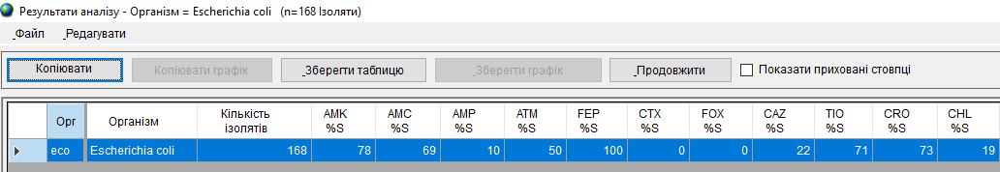 Результати аналізу - Організм = Escherichia coli (n=168 Ізоляти)
Файл Редагувати
Копіювати Копіювати графік Зберегти таблицю Зберегти графік Продовжити Показати приховані стовпці
Орг Організм Кількість ізолятів AMK %S AMC %S AMP %S ATM %S FEP %S CTX %S FOX %S CAZ %S TIO %S CRO %S CHL %S
eco Escherichia coli 168 78 69 10 50 100 0 0 22 71 73 19